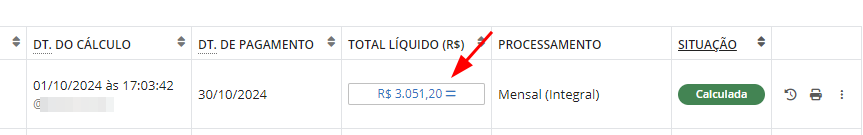 DT. DO CÁLCULO
DT. DE PAGAMENTO
TOTAL LÍQUIDO (R$)
PROCESSAMENTO
SITUAÇÃO
01/10/2024 às 17:03:42
@
30/10/2024
R$ 3.051,20
Mensal (Integral)
Calculada